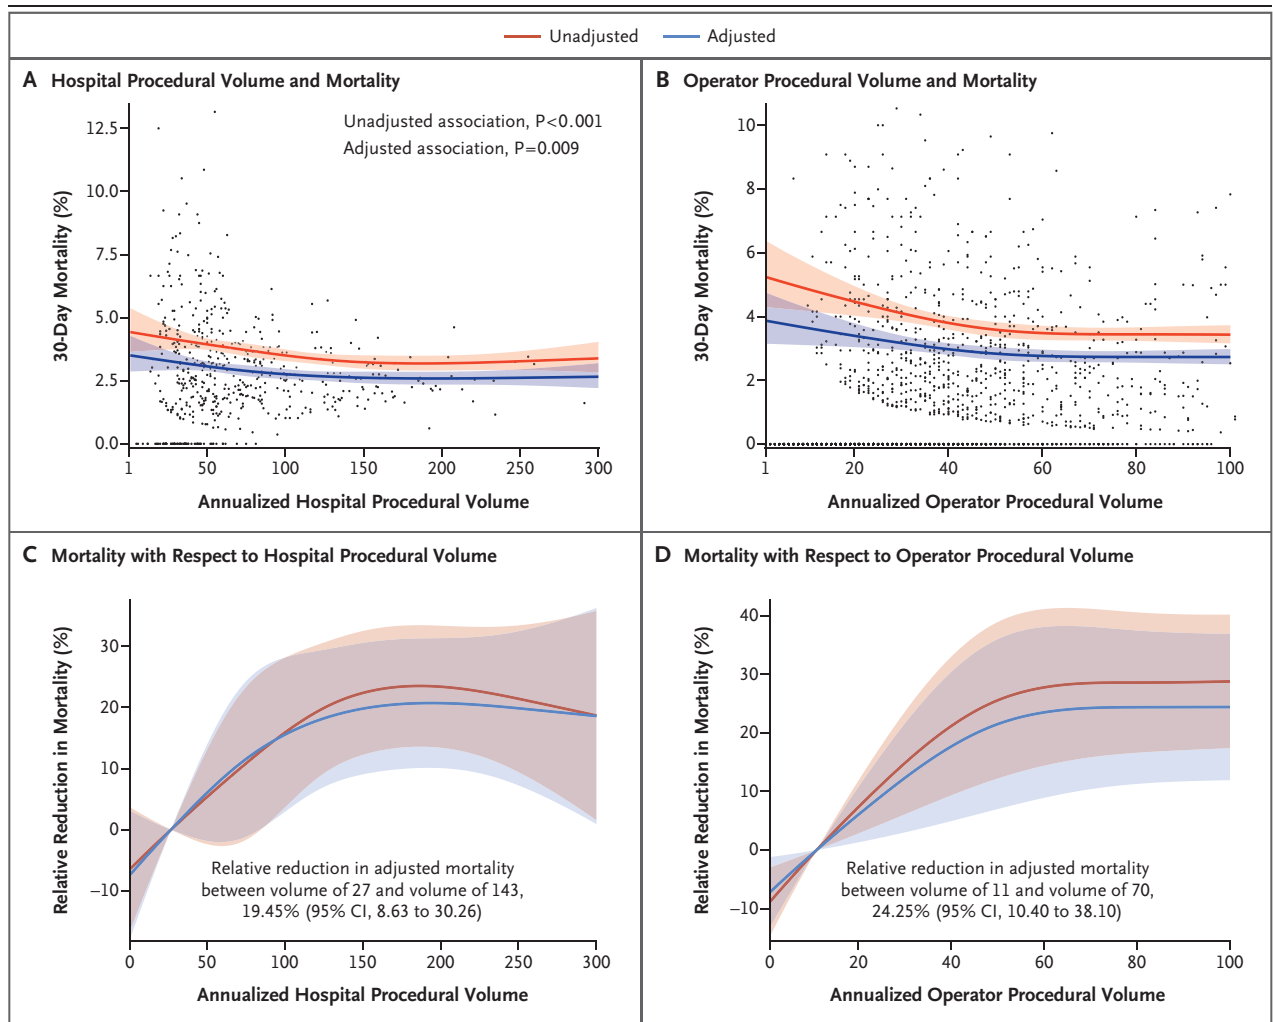 Unadjusted Adjusted
A Hospital Procedural Volume and Mortality
Unadjusted association, P<0.001
Adjusted association, P=0.009
30-Day Mortality (%)
12.5
10.0
7.5
5.0
2.5
0.0
1 50 100 150 200 250 300
Annualized Hospital Procedural Volume
B Operator Procedural Volume and Mortality
30-Day Mortality (%)
10
8
6
4
2
0
1 20 40 60 80 100
Annualized Operator Procedural Volume
C Mortality with Respect to Hospital Procedural Volume
Relative Reduction in Mortality (%)
30
20
10
0
−10
Relative reduction in adjusted mortality
between volume of 27 and volume of 143,
19.45% (95% CI, 8.63 to 30.26)
0 50 100 150 200 250 300
Annualized Hospital Procedural Volume
D Mortality with Respect to Operator Procedural Volume
Relative Reduction in Mortality (%)
40
30
20
10
0
−10
Relative reduction in adjusted mortality
between volume of 11 and volume of 70,
24.25% (95% CI, 10.40 to 38.10)
0 20 40 60 80 100
Annualized Operator Procedural Volume